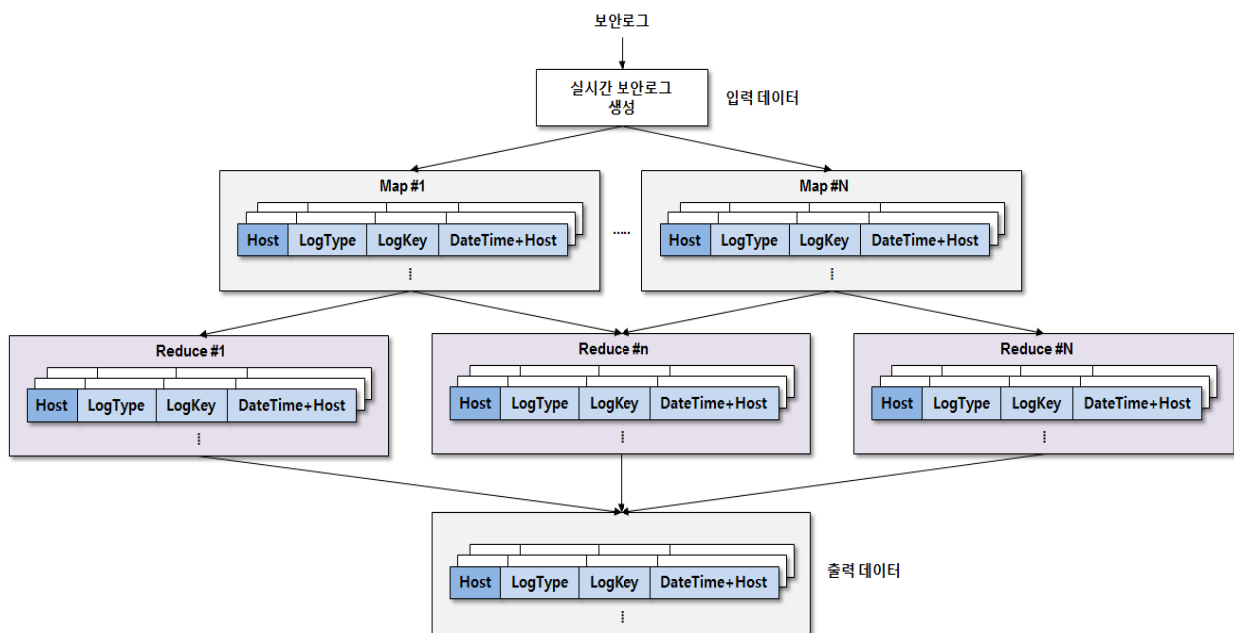 보안로그
실시간 보안로그
생성
입력 데이터
Map #1
Host LogType LogKey DateTime+Host
⋮
.....
Map #N
Host LogType LogKey DateTime+Host
⋮
Reduce #1
Host LogType LogKey DateTime+Host
⋮
Reduce #n
Host LogType LogKey DateTime+Host
⋮
Reduce #N
Host LogType LogKey DateTime+Host
⋮
Host LogType LogKey DateTime+Host
⋮
출력 데이터